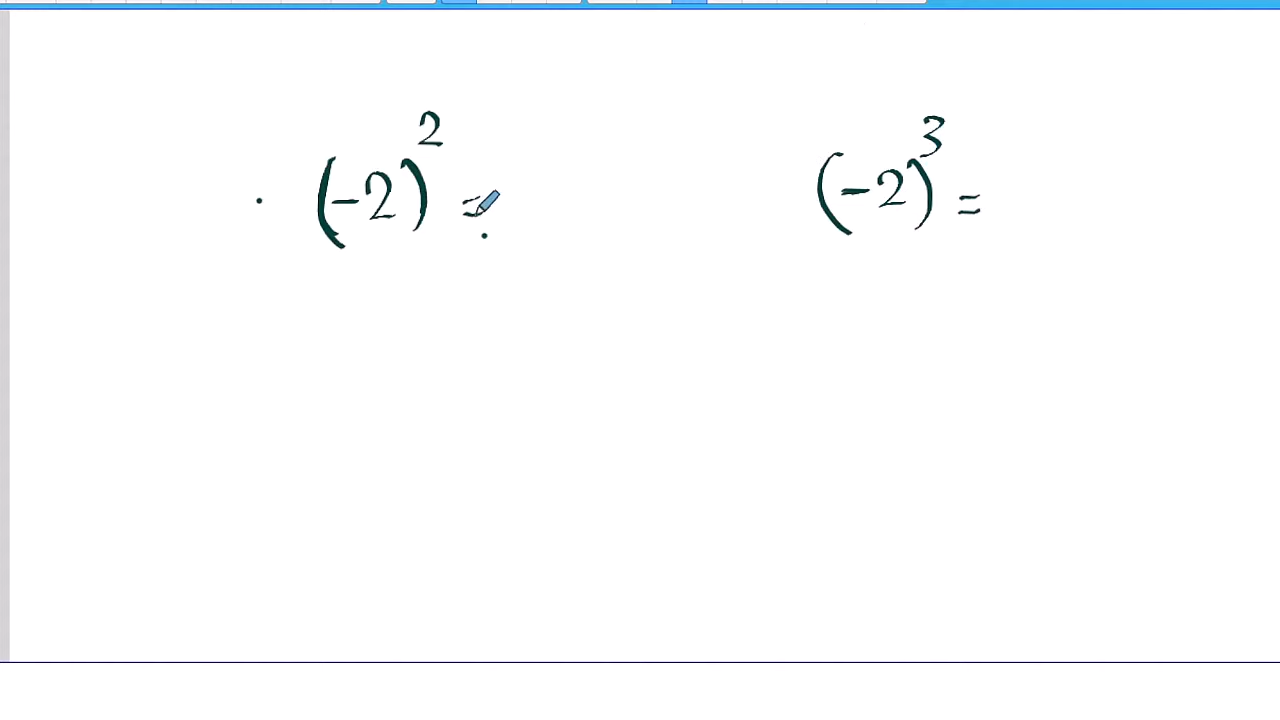 (-2)² = (-2)³ =